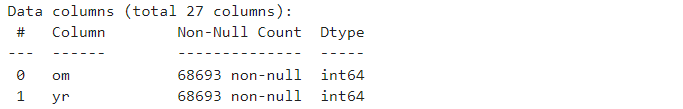 Data columns (total 27 columns):
 #   Column         Non-Null Count  Dtype
---  ------         --------------  -----
 0   om             68693 non-null  int64
 1   yr             68693 non-null  int64